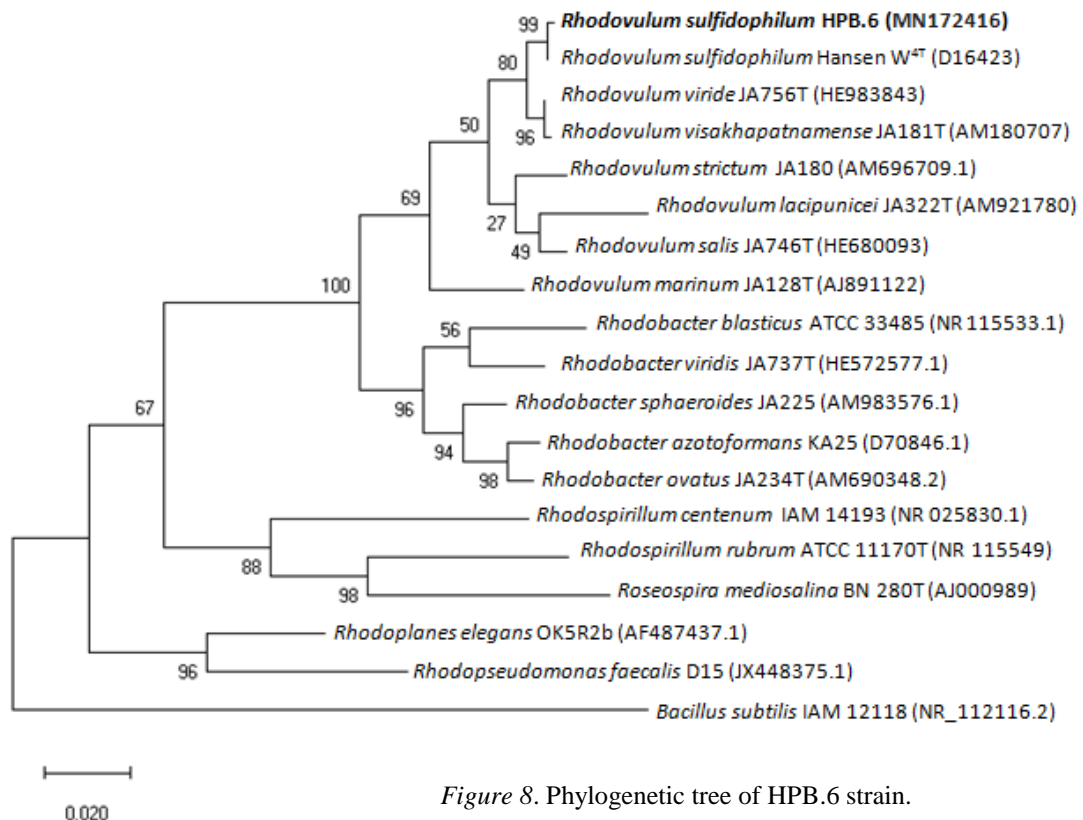 99 Rhodovulum sulfidophilum HPB.6 (MN172416)
Rhodovulum sulfidophilum Hansen W4T (D16423)
80
Rhodovulum viride JA756T (HE983843)
50
96 Rhodovulum visakhapatnamense JA181T (AM180707)
Rhodovulum strictum JA180 (AM696709.1)
69
27
Rhodovulum lacipunicei JA322T (AM921780)
49 Rhodovulum salis JA746T (HE680093)
100
Rhodovulum marinum JA128T (AJ891122)
56
Rhodobacter blasticus ATCC 33485 (NR 115533.1)
Rhodobacter viridis JA737T (HE572577.1)
67
96
Rhodobacter sphaeroides JA225 (AM983576.1)
94
Rhodobacter azotoformans KA25 (D70846.1)
98 Rhodobacter ovatus JA234T (AM690348.2)
Rhodospirillum centenum IAM 14193 (NR 025830.1)
88
Rhodospirillum rubrum ATCC 11170T (NR 115549)
98 Roseospira mediosalina BN 280T (AJ000989)
Rhodoplanes elegans OK5R2b (AF487437.1)
96 Rhodopseudomonas faecalis D15 (JX448375.1)
Bacillus subtilis IAM 12118 (NR_112116.2)
0.020
Figure 8. Phylogenetic tree of HPB.6 strain.